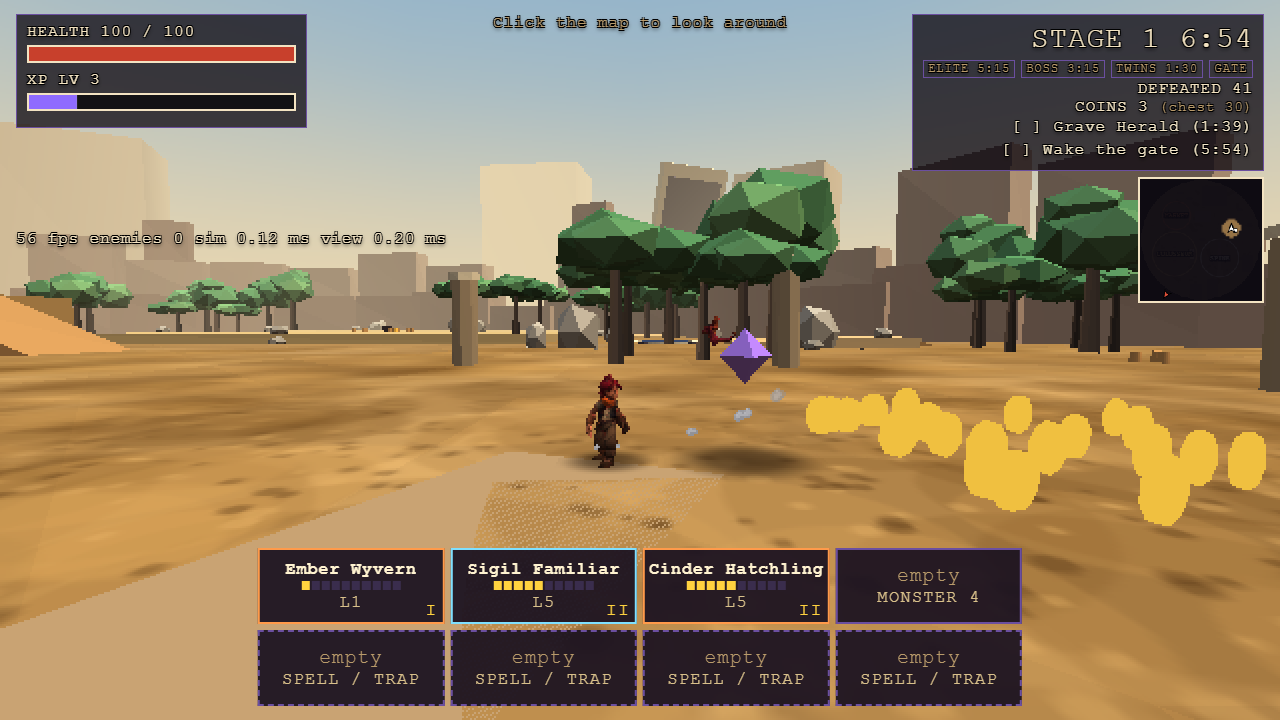 HEALTH 100 / 100
XP LV 3
Click the map to look around
STAGE 1 6:54
ELITE 5:15 BOSS 3:15 TWINS 1:30 GATE
DEFEATED 41
COINS 3 (chest 30)
[ ] Grave Herald (1:39)
[ ] Wake the gate (5:54)
56 fps enemies 0 sim 0.12 ms view 0.20 ms
Ember Wyvern
L1
I
Sigil Familiar
L5
II
Cinder Hatchling
L5
II
empty
MONSTER 4
empty
SPELL / TRAP
empty
SPELL / TRAP
empty
SPELL / TRAP
empty
SPELL / TRAP